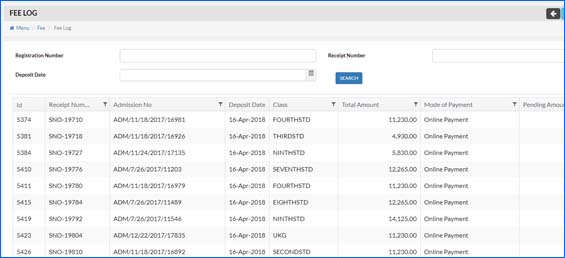 FEE LOG
Menu / Fee / Fee Log
Registration Number Receipt Number
Deposit Date SEARCH
Id Receipt Num... Admission No Deposit Date Class Total Amount Mode of Payment Pending Amou
5374 SNO-19710 ADM/11/18/2017/16981 16-Apr-2018 FOURTHSTD 11,230.00 Online Payment
5381 SNO-19718 ADM/11/18/2017/16926 16-Apr-2018 THIRDSTD 4,930.00 Online Payment
5384 SNO-19727 ADM/11/24/2017/17135 16-Apr-2018 NINTHSTD 5,830.00 Online Payment
5410 SNO-19776 ADM/7/26/2017/11203 16-Apr-2018 SEVENTHSTD 12,265.00 Online Payment
5411 SNO-19780 ADM/11/18/2017/16979 16-Apr-2018 FOURTHSTD 11,230.00 Online Payment
5415 SNO-19784 ADM/7/26/2017/11489 16-Apr-2018 EIGHTHSTD 12,265.00 Online Payment
5419 SNO-19792 ADM/7/26/2017/11546 16-Apr-2018 NINTHSTD 14,125.00 Online Payment
5423 SNO-19804 ADM/12/22/2017/17835 16-Apr-2018 UKG 11,230.00 Online Payment
5426 SNO-19810 ADM/11/18/2017/16892 16-Apr-2018 SECONDSTD 11,230.00 Online Payment